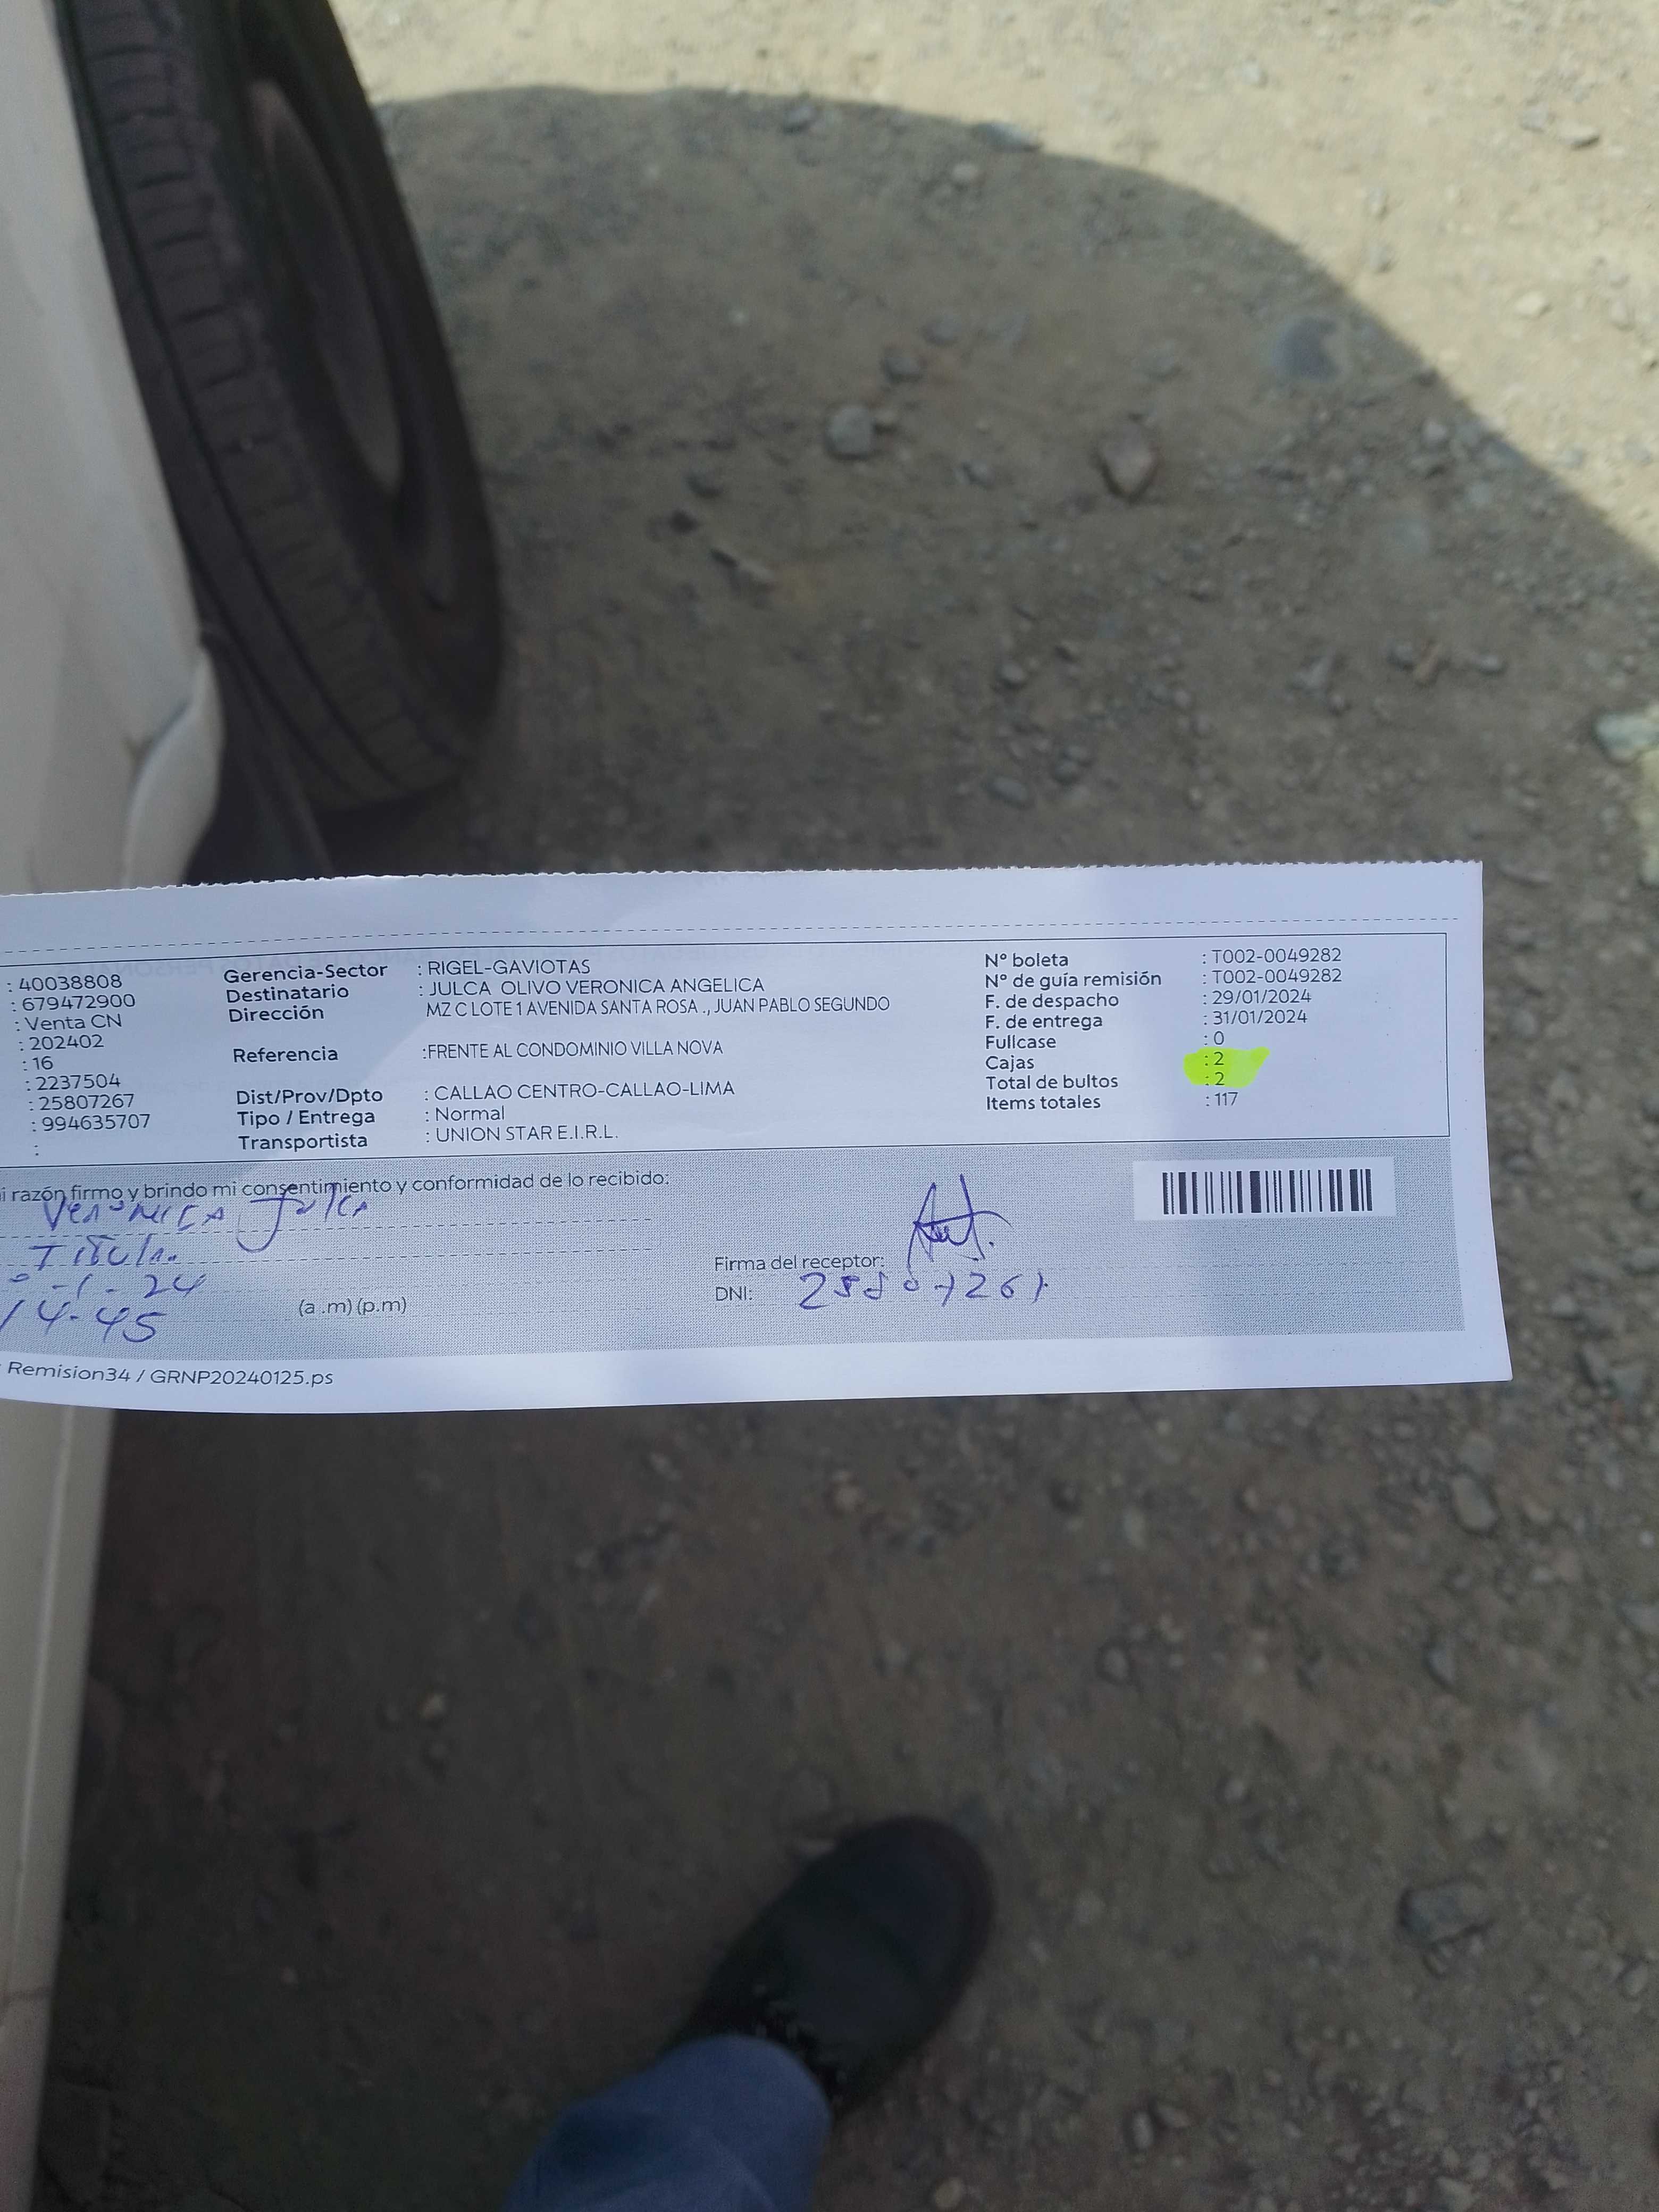 : 40038808
: 679472900
: Venta CN
: 202402
: 16
: 2237504
: 25807267
: 994635707
:
Gerencia-Sector : RIGEL-GAVIOTAS
Destinatario : JULCA OLIVO VERONICA ANGELICA
Dirección MZ C LOTE 1 AVENIDA SANTA ROSA ., JUAN PABLO SEGUNDO
Referencia :FRENTE AL CONDOMINIO VILLA NOVA
Dist/Prov/Dpto : CALLAO CENTRO-CALLAO-LIMA
Tipo / Entrega : Normal
Transportista : UNION STAR E.I.R.L.
Nº boleta : T002-0049282
Nº de guía remisión : T002-0049282
F. de despacho : 29/01/2024
F. de entrega : 31/01/2024
Fullcase : 0
Cajas : 2
Total de bultos : 2
Items totales : 117
razón firmo y brindo mi consentimiento y conformidad de lo recibido:
Veronica Julca
Titular
-1-24
14-45 (a .m) (p.m)
Firma del receptor:
DNI: 25807267
Remision34 / GRNP20240125.ps